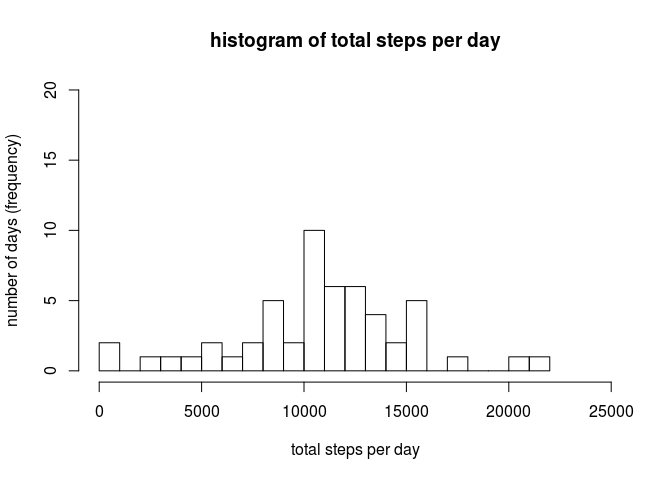 histogram of total steps per day
number of days (frequency)
20
15
10
5
0
0 5000 10000 15000 20000 25000
total steps per day